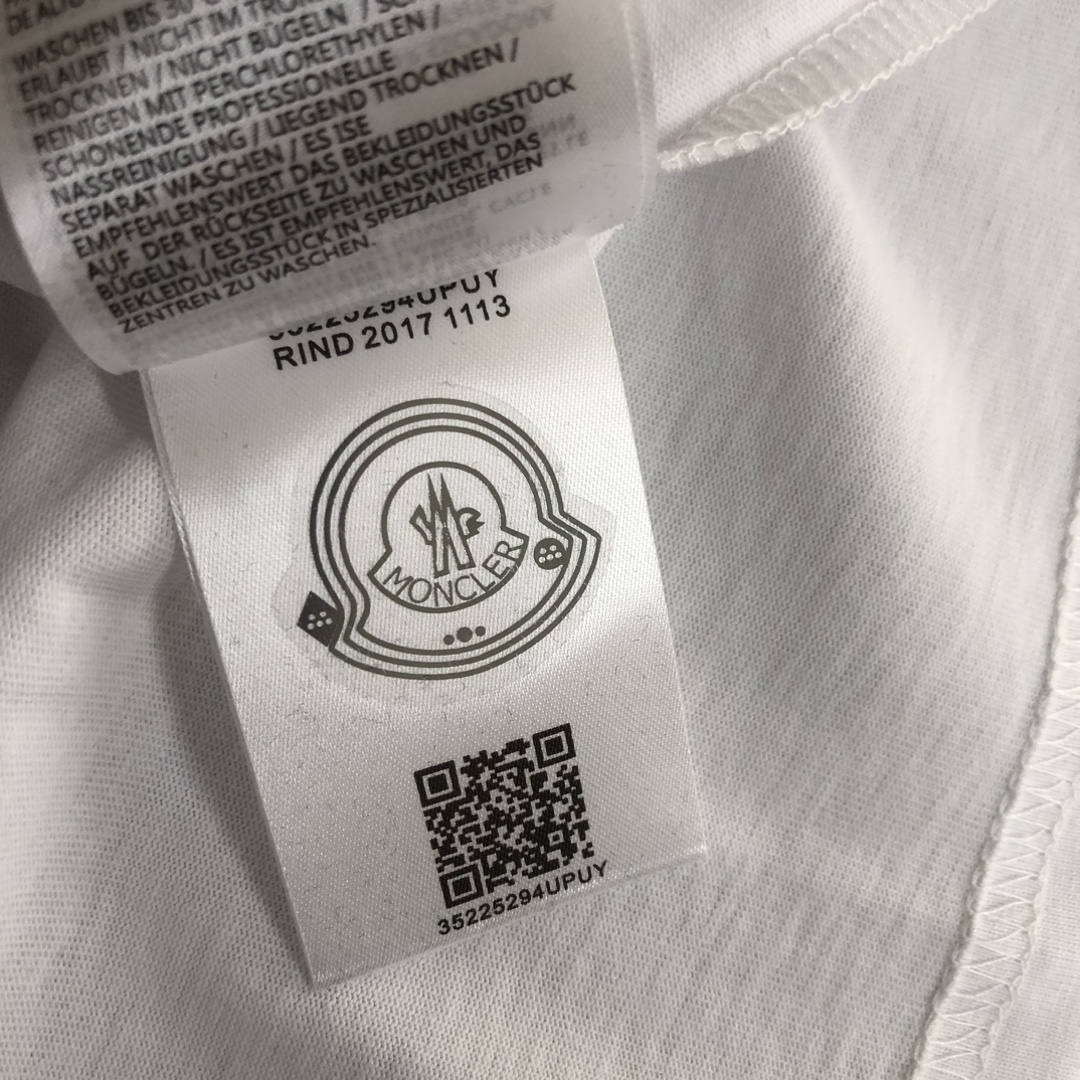 WASCHEN BIS 30°
ERLAUBT / NICHT IM
TROCKNEN / NICHT BÜGELN /
REINIGEN MIT PERCHLORETHYLEN /
SCHONENDE PROFESSIONELLE
NASSREINIGUNG / LIEGEND TROCKNEN /
SEPARAT WASCHEN / ES ISE
EMPFEHLENSWERT DAS BEKLEIDUNGSSTÜCK
AUF DER RÜCKSEITE ZU WASCHEN UND
BÜGELN. / ES IST EMPFEHLENSWERT, DAS
BEKLEIDUNGSSTÜCK IN SPEZIALISIERTEN
ZENTREN ZU WASCHEN.
35225294UPUY
RIND 2017 1113
MONCLER
35225294UPUY